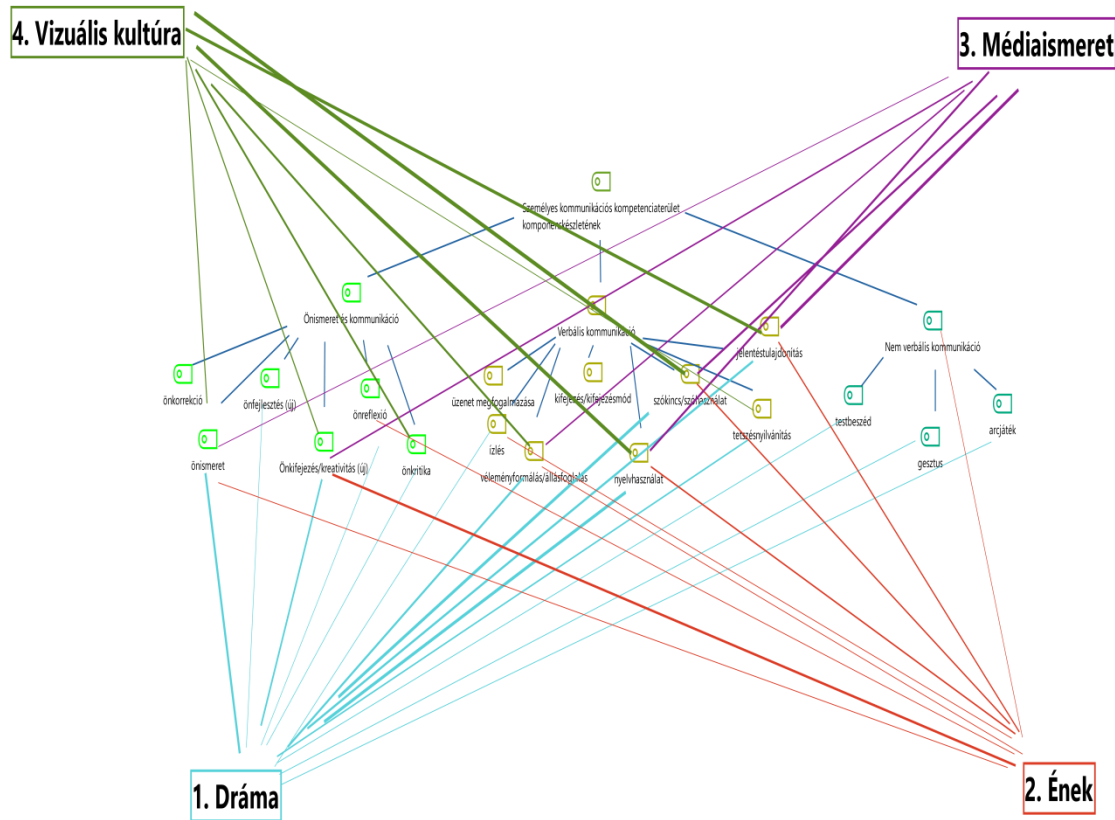 4. Vizuális kultúra
3. Médiaismeret
Személyes kommunikációs kompetenciaterület
komponenskészletének
Önismeret és kommunikáció
Verbális kommunikáció
jelentéstulajdonítás
Nem verbális kommunikáció
önkorrekció
önfejlesztés (új)
önreflexió
üzenet megfogalmazása
kifejezés/kifejezésmód
szókincs/szóhasználat
tetszésnyilvánítás
testbeszéd
arcjáték
önismeret
Önkifejezés/kreativitás (új)
önkritika
ízlés
véleményformálás/állásfoglalás
nyelvhasználat
gesztus
1. Dráma
2. Ének